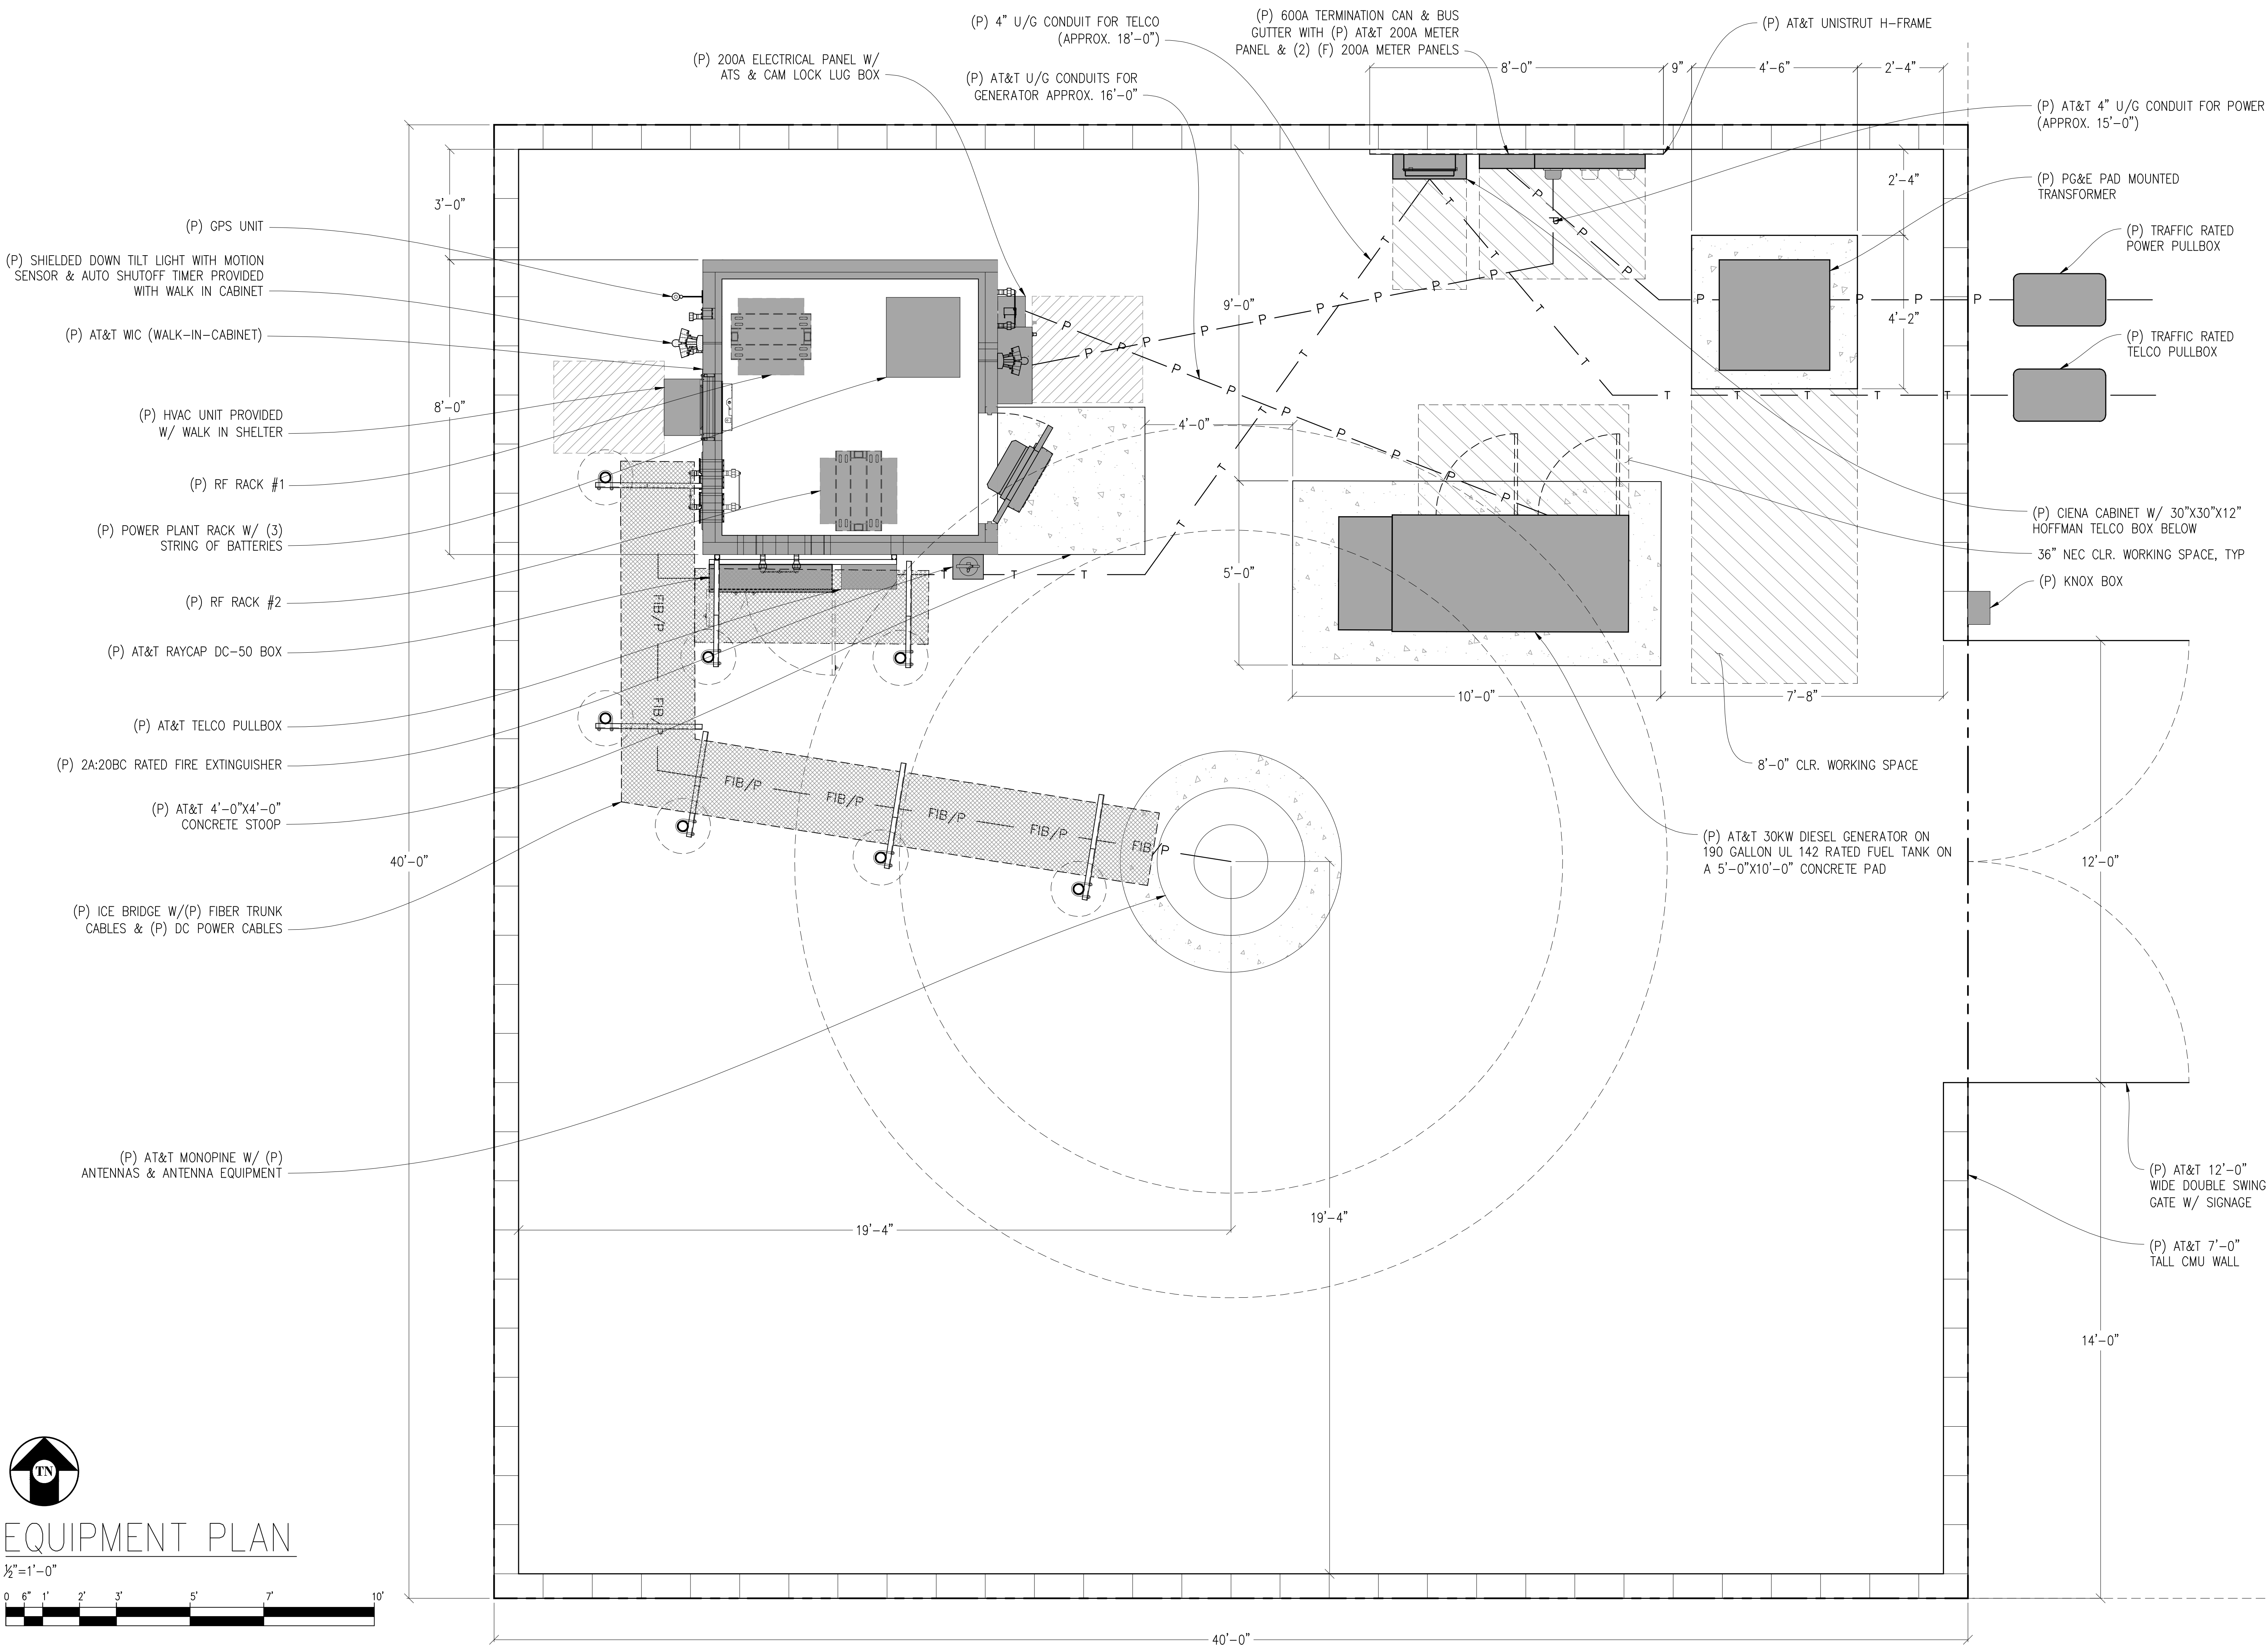 (P) 4" U/G CONDUIT FOR TELCO
(APPROX. 18'-0")
(P) 600A TERMINATION CAN & BUS
GUTTER WITH (P) AT&T 200A METER
PANEL & (2) (F) 200A METER PANELS
(P) AT&T UNISTRUT H-FRAME
(P) 200A ELECTRICAL PANEL W/
ATS & CAM LOCK LUG BOX
(P) AT&T U/G CONDUITS FOR
GENERATOR APPROX. 16'-0"
8'-0"
9"
4'-6"
2'-4"
(P) AT&T 4" U/G CONDUIT FOR POWER
(APPROX. 15'-0")
(P) PG&E PAD MOUNTED
TRANSFORMER
(P) TRAFFIC RATED
POWER PULLBOX
(P) TRAFFIC RATED
TELCO PULLBOX
(P) CIENA CABINET W/ 30"X30"X12"
HOFFMAN TELCO BOX BELOW
36" NEC CLR. WORKING SPACE, TYP
(P) KNOX BOX
8'-0" CLR. WORKING SPACE
(P) AT&T 30KW DIESEL GENERATOR ON
190 GALLON UL 142 RATED FUEL TANK ON
A 5'-0"X10'-0" CONCRETE PAD
(P) AT&T 12'-0"
WIDE DOUBLE SWING
GATE W/ SIGNAGE
(P) AT&T 7'-0"
TALL CMU WALL
(P) GPS UNIT
(P) SHIELDED DOWN TILT LIGHT WITH MOTION
SENSOR & AUTO SHUTOFF TIMER PROVIDED
WITH WALK IN CABINET
(P) AT&T WIC (WALK-IN-CABINET)
(P) HVAC UNIT PROVIDED
W/ WALK IN SHELTER
(P) RF RACK #1
(P) POWER PLANT RACK W/ (3)
STRING OF BATTERIES
(P) RF RACK #2
(P) AT&T RAYCAP DC-50 BOX
(P) AT&T TELCO PULLBOX
(P) 2A:20BC RATED FIRE EXTINGUISHER
(P) AT&T 4'-0"X4'-0"
CONCRETE STOOP
(P) ICE BRIDGE W/(P) FIBER TRUNK
CABLES & (P) DC POWER CABLES
(P) AT&T MONOPINE W/ (P)
ANTENNAS & ANTENNA EQUIPMENT
3'-0"
8'-0"
40'-0"
9'-0"
5'-0"
4'-0"
2'-4"
4'-2"
10'-0"
7'-8"
12'-0"
14'-0"
19'-4"
19'-4"
40'-0"
P P P P P P P P
P P P P P P P
P P P P
P P P P
T T T T T T
T T T
T T T T T T T T
FIB/P
FIB/P
FIB/P FIB/P FIB/P FIB/P FIB/P
TN
EQUIPMENT PLAN
½"=1'-0"
0 6" 1' 2' 3' 5' 7' 10'